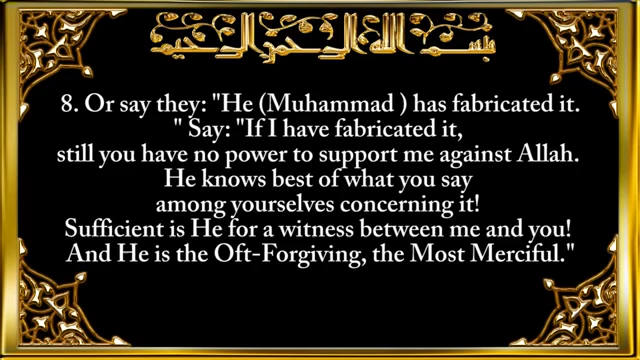 بسم الله الرحمن الرحيم
8. Or say they: "He (Muhammad ) has fabricated it.
" Say: "If I have fabricated it,
still you have no power to support me against Allah.
He knows best of what you say
among yourselves concerning it!
Sufficient is He for a witness between me and you!
And He is the Oft-Forgiving, the Most Merciful."